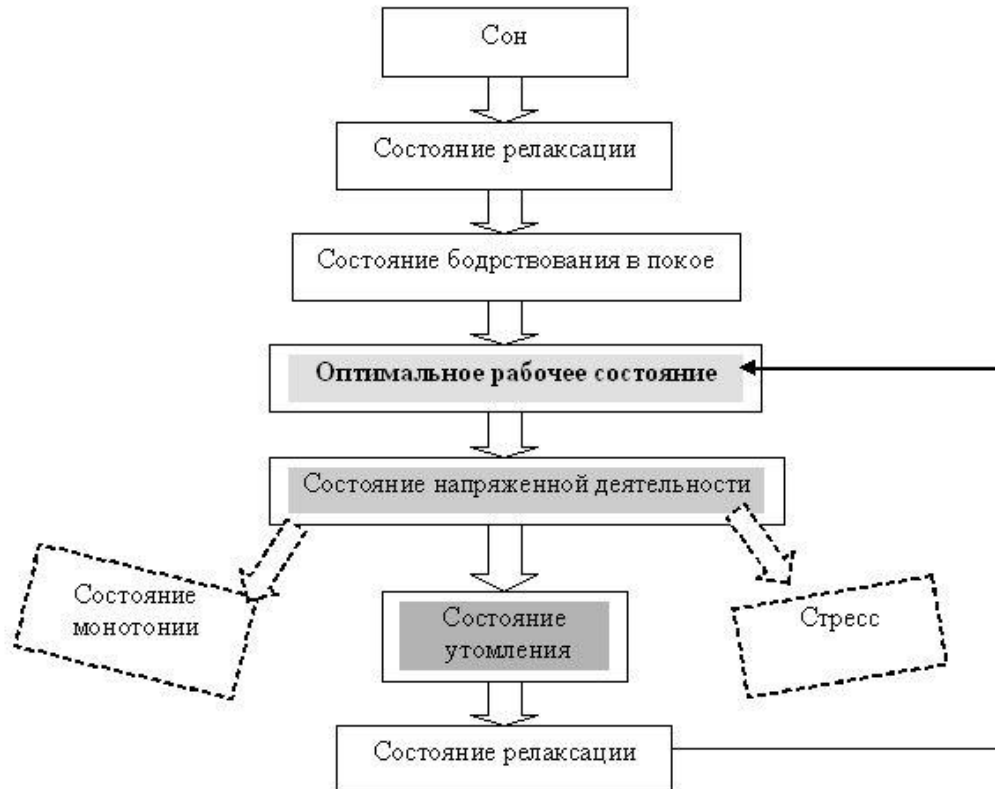 Сон
Состояние релаксации
Состояние бодрствования в покое
Оптимальное рабочее состояние
Состояние напряженной деятельности
Состояние
монотонии
Состояние
утомления
Стресс
Состояние релаксации